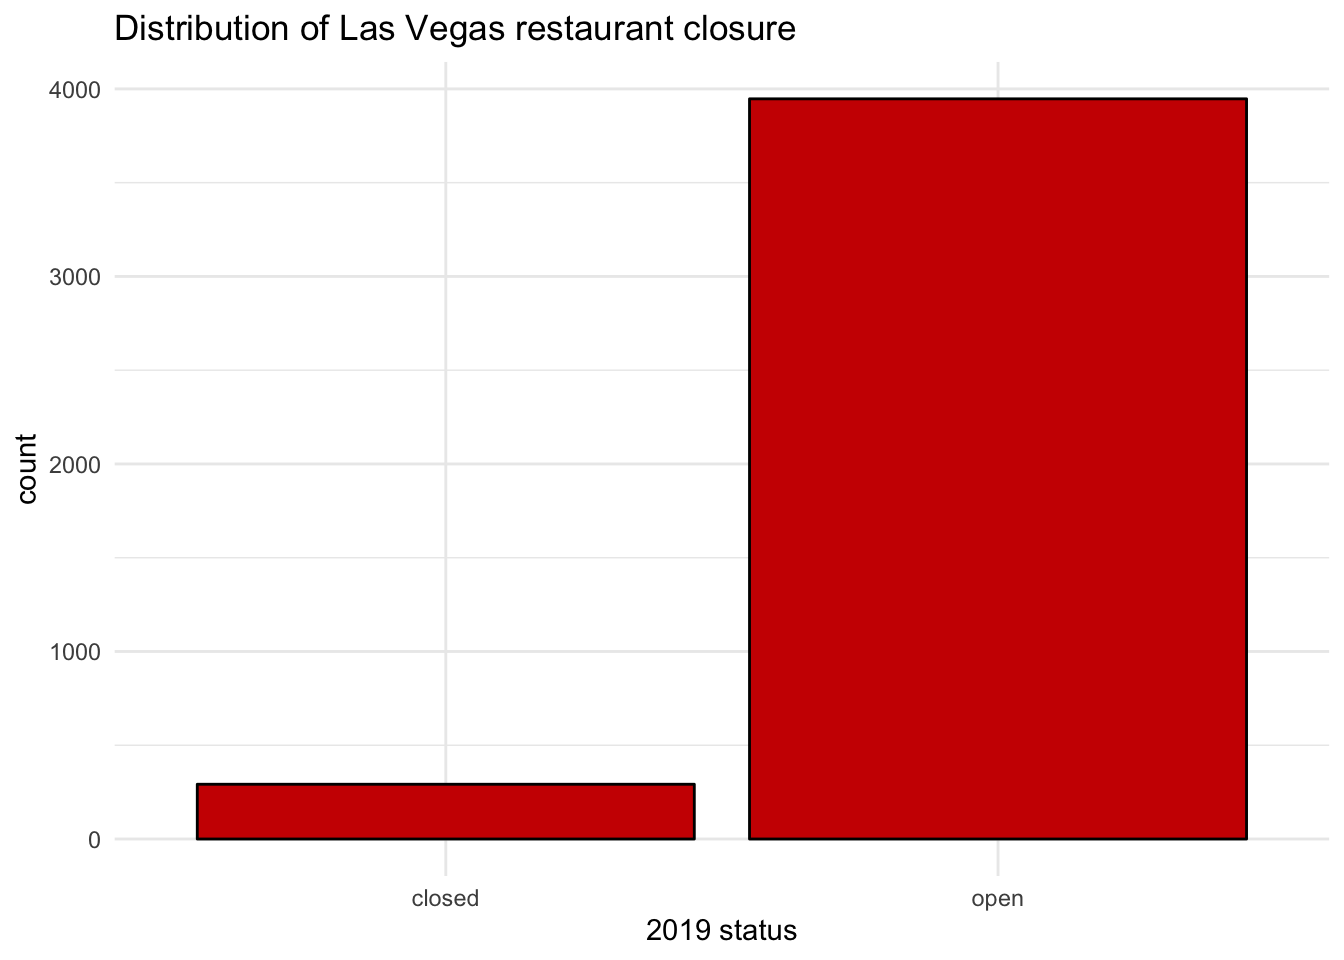 Distribution of Las Vegas restaurant closure
4000
3000
2000
1000
0
count
closed
open
2019 status